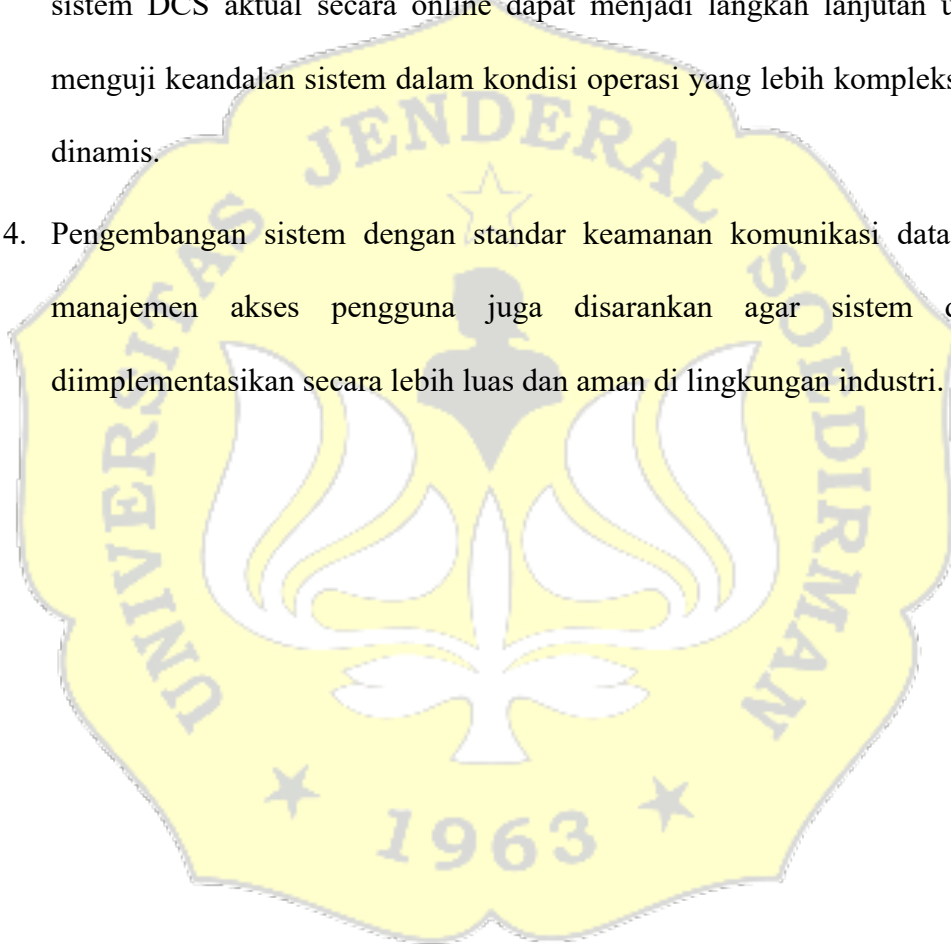 sistem DCS aktual secara online dapat menjadi langkah lanjutan
menguji keandalan sistem dalam kondisi operasi yang lebih kompleks
dinamis.
4. Pengembangan sistem dengan standar keamanan komunikasi data
manajemen akses pengguna juga disarankan agar sistem
diimplementasikan secara lebih luas dan aman di lingkungan industri.
UNIVERSITAS JENDERAL SOEDIRMAN
1963